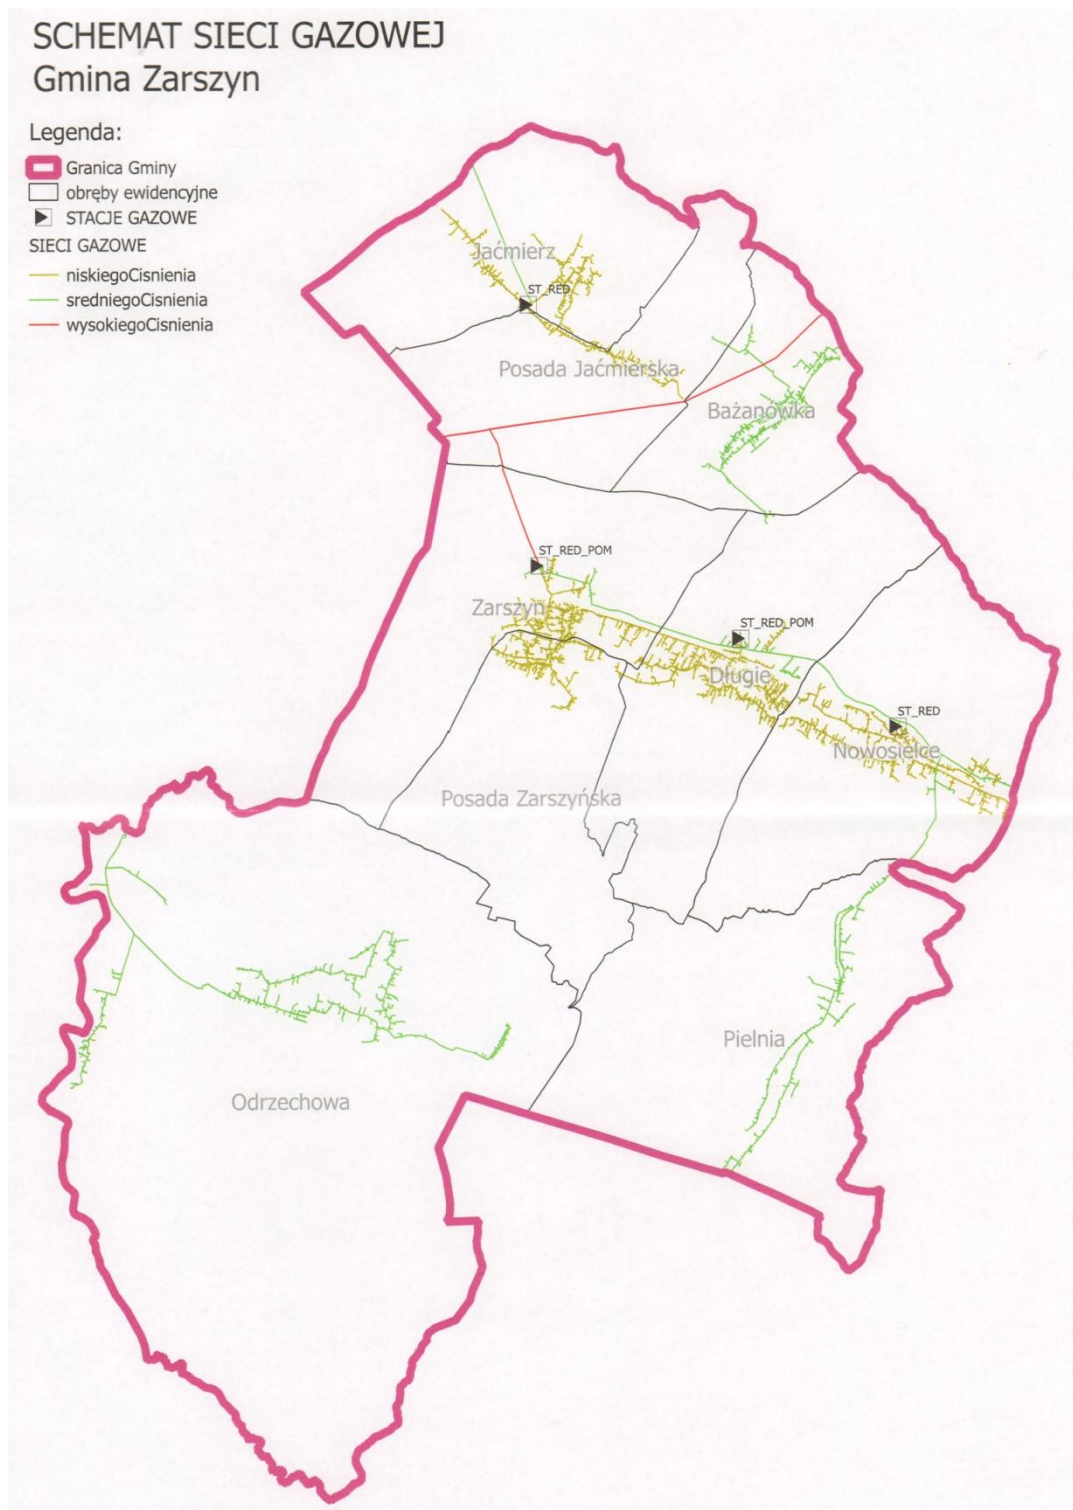 SCHEMAT SIECI GAZOWEJ
Gmina Zarszyn
Legenda:
Granica Gminy
obręby ewidencyjne
STACJE GAZOWE
SIECI GAZOWE
niskiegoCisnienia
sredniegoCisnienia
wysokiegoCisnienia
Jaćmierz
ST_RED
Posada Jaćmierska
Bażanówka
ST_RED_POM
Zarszyn
ST_RED_POM
Długie
ST_RED
Nowosielce
Posada Zarszyńska
Pielnia
Odrzechowa